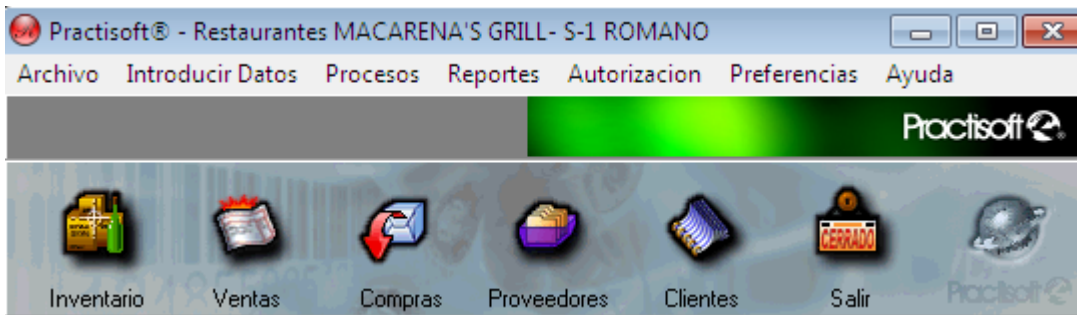 Practisoft® - Restaurantes MACARENA'S GRILL- S-1 ROMANO
Archivo Introducir Datos Procesos Reportes Autorizacion Preferencias Ayuda
Practisoft
CERRADO
Inventario Ventas Compras Proveedores Clientes Salir Practisoft